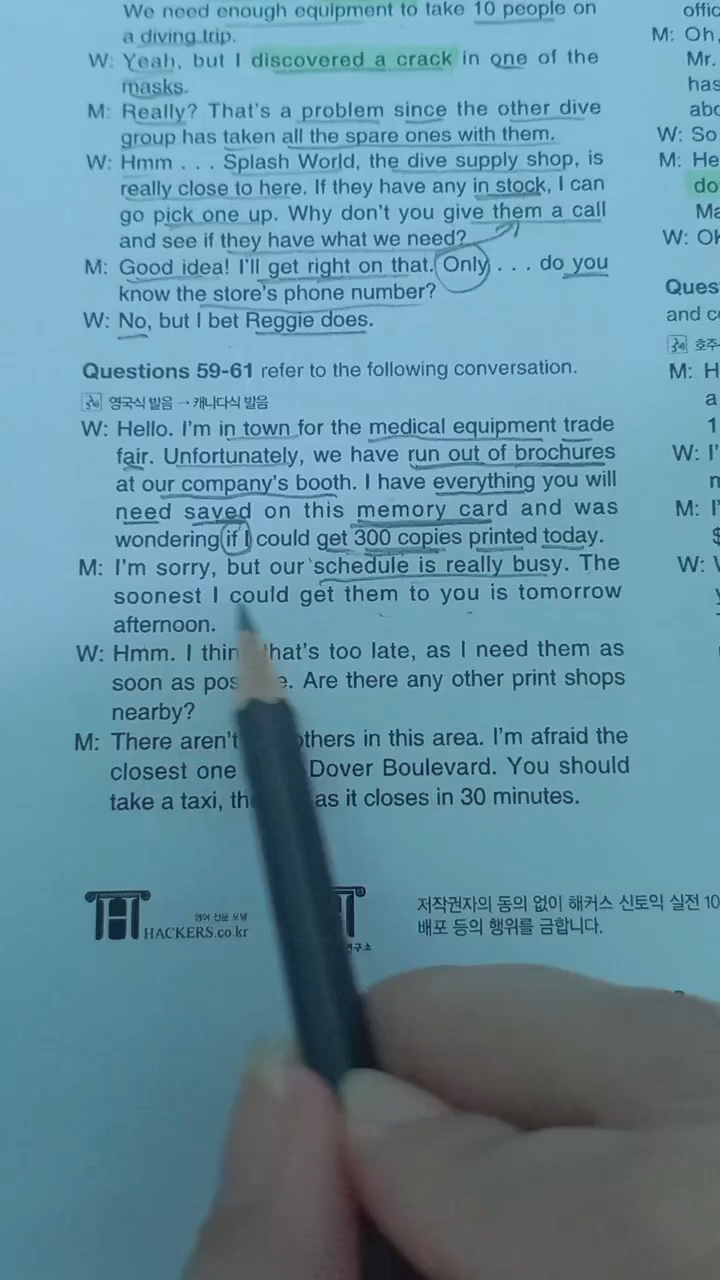 We need enough equipment to take 10 people on
a diving trip.
W: Yeah, but I discovered a crack in one of the
masks.
M: Really? That's a problem since the other dive
group has taken all the spare ones with them.
W: Hmm . . . Splash World, the dive supply shop, is
really close to here. If they have any in stock, I can
go pick one up. Why don't you give them a call
and see if they have what we need?
M: Good idea! I'll get right on that. Only . . . do you
know the store's phone number?
W: No, but I bet Reggie does.
Questions 59-61 refer to the following conversation.
영국식 발음 → 캐나다식 발음
W: Hello. I'm in town for the medical equipment trade
fair. Unfortunately, we have run out of brochures
at our company's booth. I have everything you will
need saved on this memory card and was
wondering if I could get 300 copies printed today.
M: I'm sorry, but our schedule is really busy. The
soonest I could get them to you is tomorrow
afternoon.
W: Hmm. I thin hat's too late, as I need them as
soon as pos e. Are there any other print shops
nearby?
M: There aren't thers in this area. I'm afraid the
closest one Dover Boulevard. You should
take a taxi, th as it closes in 30 minutes.
HACKERS.co.kr
저작권자의 동의 없이 해커스 신토익 실전 10
배포 등의 행위를 금합니다.
offic
M: Oh,
Mr.
has
abo
W: So
M: He
do
Ma
W: Oh
Ques
and c
호주
M: H
a
1
W: I'
M: I'
$
W: V